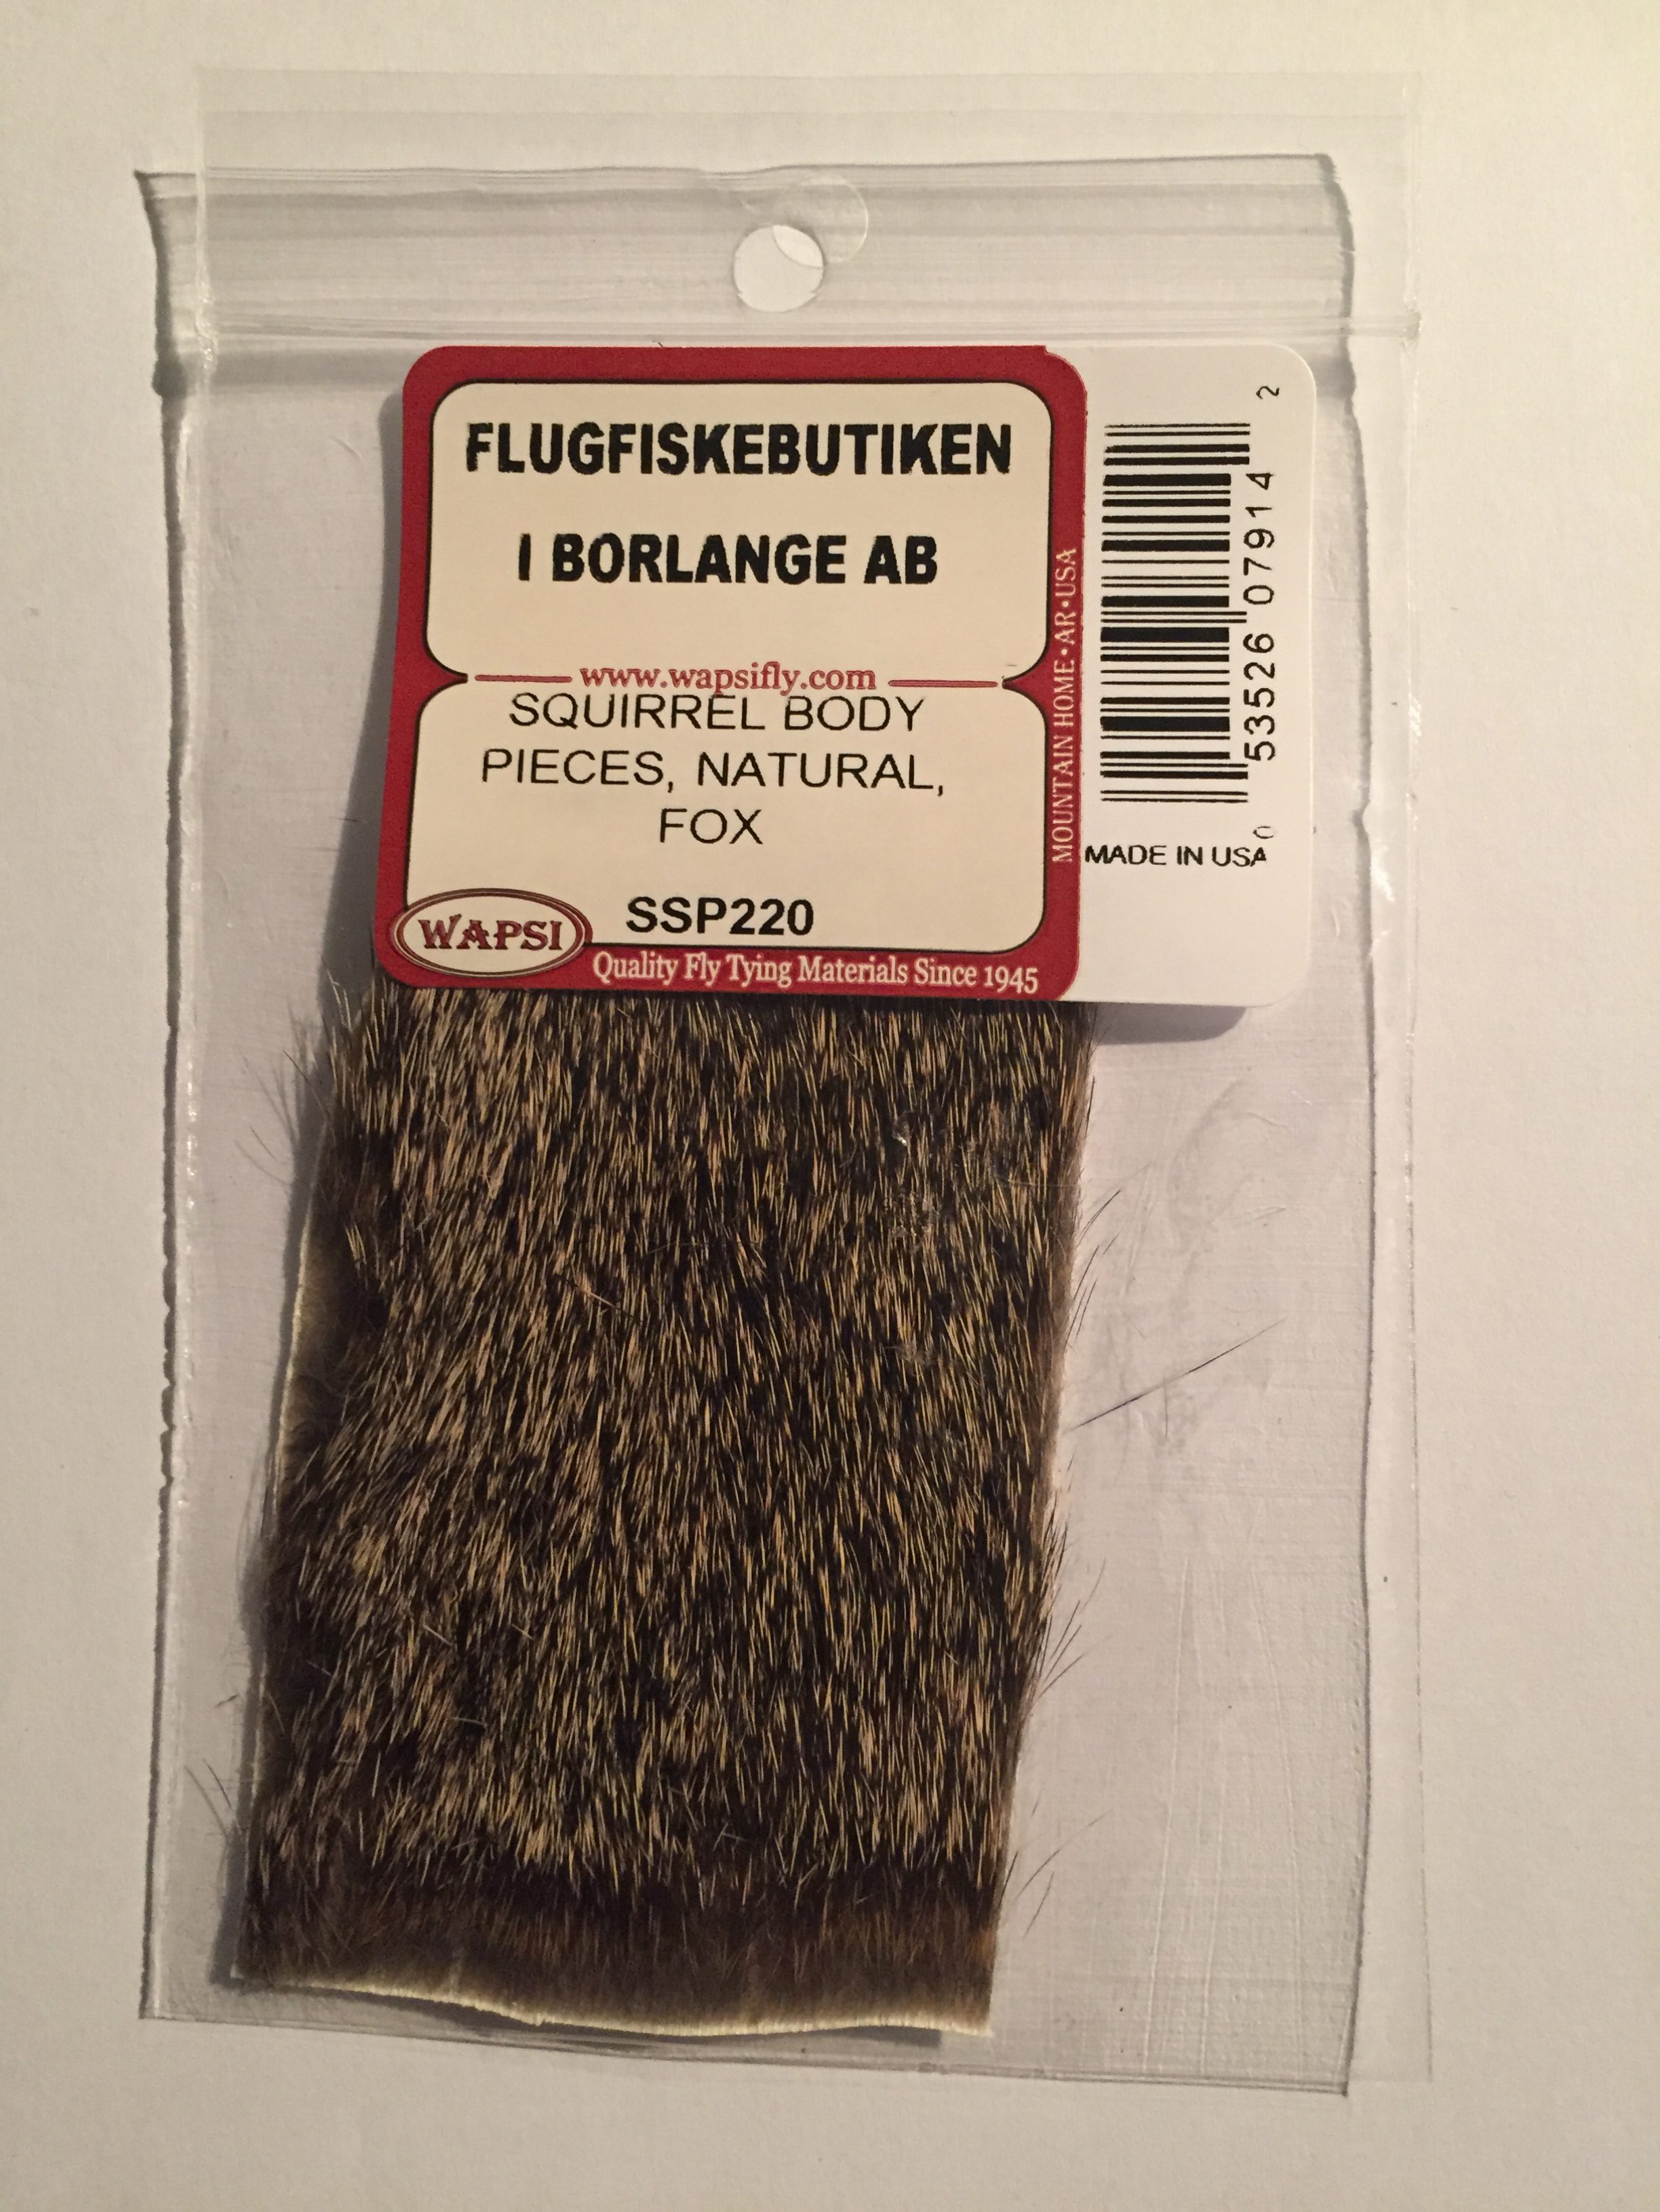 FLUGFISKEBUTIKEN
I BORLANGE AB
www.wapsifly.com
SQUIRREL BODY
PIECES, NATURAL,
FOX
SSP220
WAPSI
Quality Fly Tying Materials Since 1945
MOUNTAIN HOME•AR•USA
0 53526 07914 2
MADE IN USA